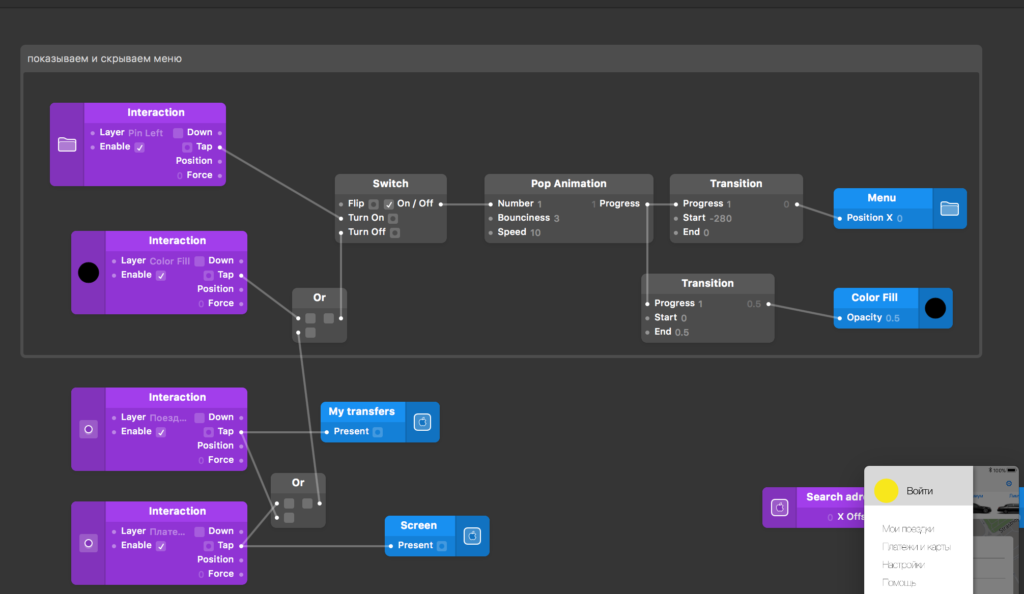 показываем и скрываем меню
Interaction
Layer Pin Left Down
Enable Tap
Position
0 Force
Switch
Flip On / Off
Turn On
Turn Off
Pop Animation
Number 1 1 Progress
Bounciness 3
Speed 10
Transition
Progress 1 0
Start -280
End 0
Menu
Position X 0
Interaction
Layer Color Fill Down
Enable Tap
Position
0 Force
Or
Transition
Progress 1 0.5
Start 0
End 0.5
Color Fill
Opacity 0.5
Interaction
Layer Поезд... Down
Enable Tap
Position
0 Force
My transfers
Present
Or
Interaction
Layer Плате... Down
Enable Tap
Position
0 Force
Screen
Present
Search adre
0 X Offs
100%
Войти
Мои поездки
Платежи и карты
Настройки
Помощь